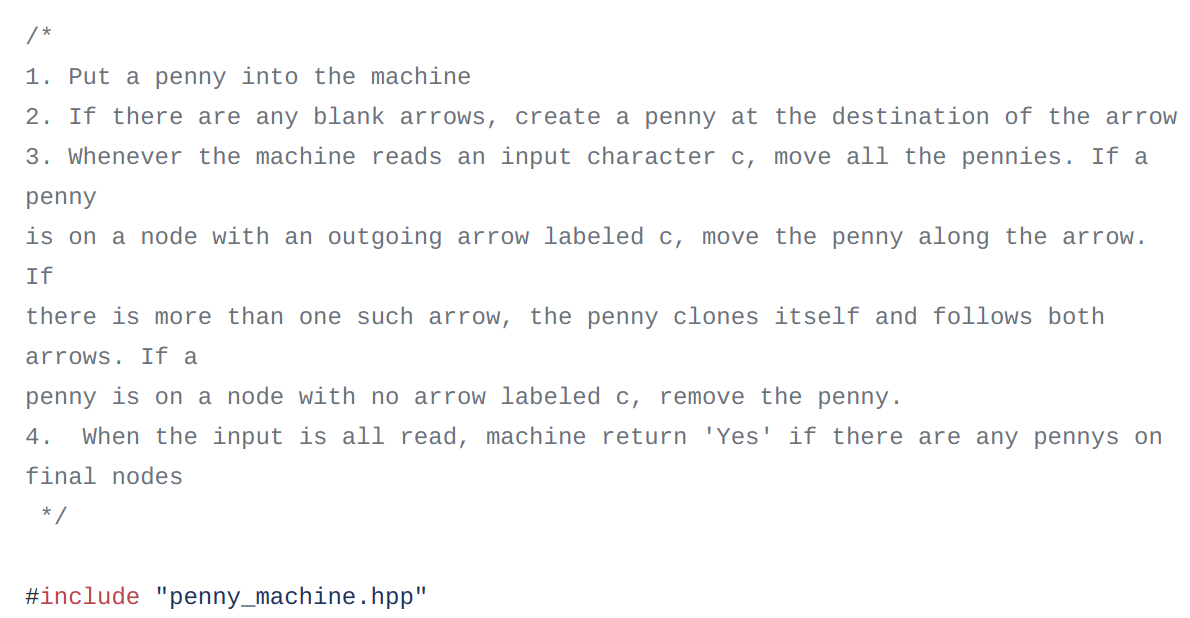 /*
1. Put a penny into the machine
2. If there are any blank arrows, create a penny at the destination of the arrow
3. Whenever the machine reads an input character c, move all the pennies. If a
penny
is on a node with an outgoing arrow labeled c, move the penny along the arrow.
If
there is more than one such arrow, the penny clones itself and follows both
arrows. If a
penny is on a node with no arrow labeled c, remove the penny.
4.  When the input is all read, machine return 'Yes' if there are any pennys on
final nodes
 */
#include "penny_machine.hpp"